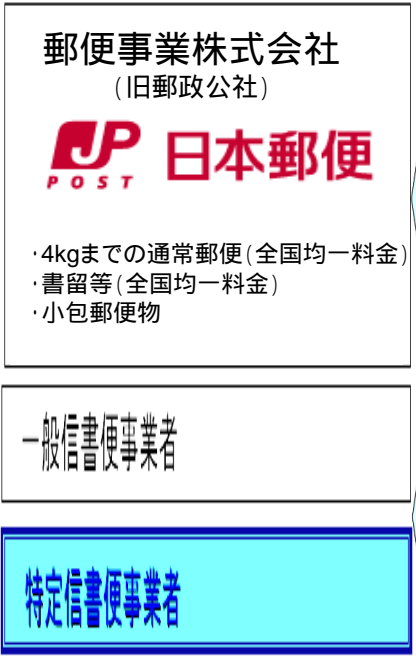 郵便事業株式会社
(旧郵政公社)
JP 日本郵便
POST
･4kgまでの通常郵便(全国均一料金)
･書留等(全国均一料金)
･小包郵便物
一般信書便事業者
特定信書便事業者